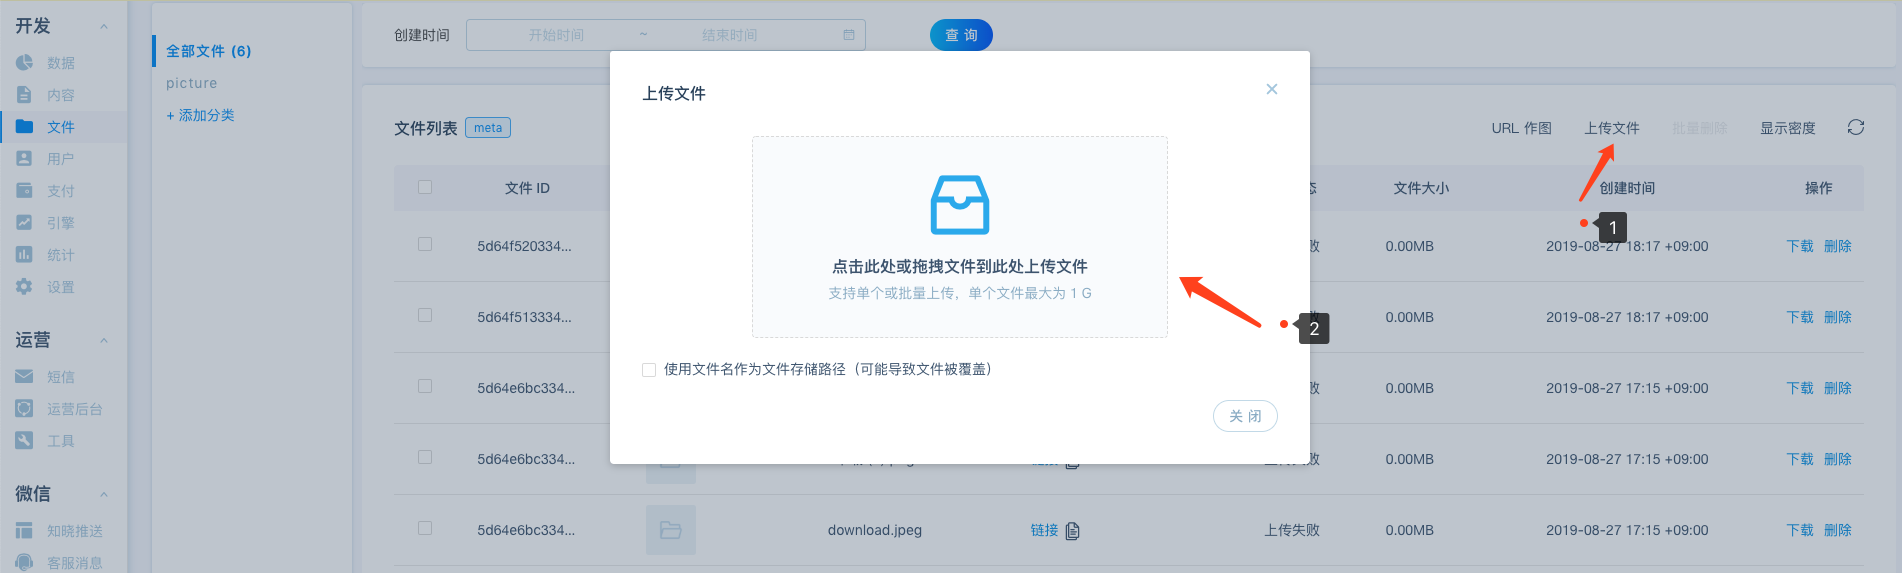 开发
数据
内容
文件
用户
支付
引擎
统计
设置
运营
短信
运营后台
工具
微信
知晓推送
客服消息
全部文件 (6)
picture
+ 添加分类
创建时间 开始时间 ~ 结束时间 查 询
文件列表 meta URL 作图 上传文件 批量删除 显示密度
文件 ID 态 文件大小 创建时间 操作
5d64f520334... 败 0.00MB 2019-08-27 18:17 +09:00 下载 删除
5d64f513334... 0.00MB 2019-08-27 18:17 +09:00 下载 删除
5d64e6bc334... 败 0.00MB 2019-08-27 17:15 +09:00 下载 删除
5d64e6bc334... 0.00MB 2019-08-27 17:15 +09:00 下载 删除
5d64e6bc334... download.jpeg 链接 上传失败 0.00MB 2019-08-27 17:15 +09:00 下载 删除
上传文件
点击此处或拖拽文件到此处上传文件
支持单个或批量上传，单个文件最大为 1 G
使用文件名作为文件存储路径（可能导致文件被覆盖）
关 闭
1
2